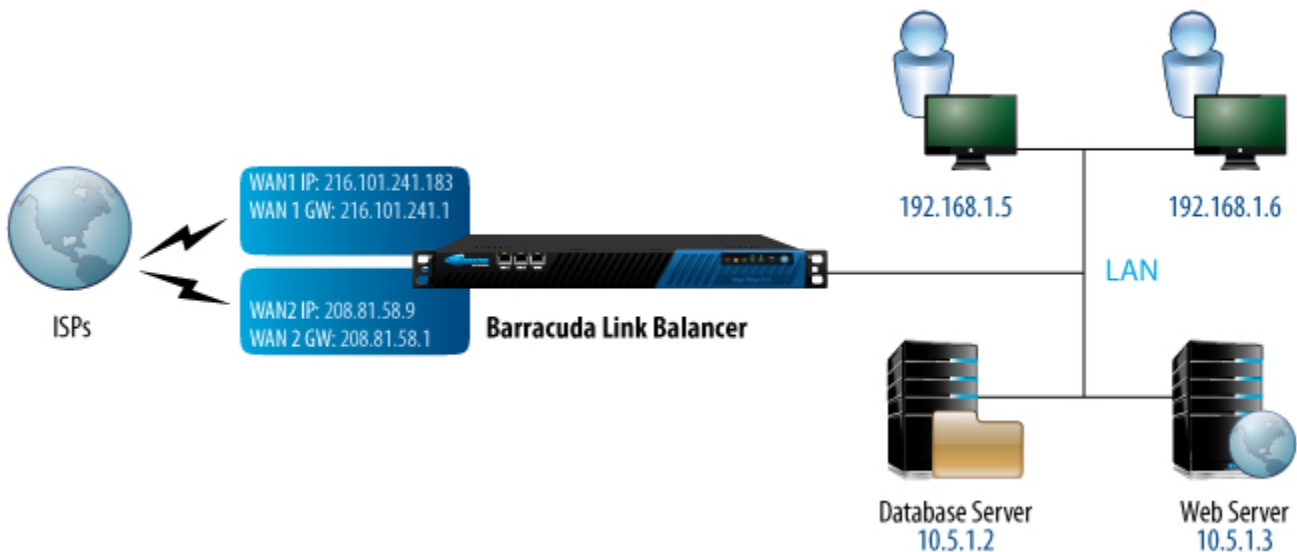 ISPs
WAN1 IP: 216.101.241.183
WAN 1 GW: 216.101.241.1
WAN2 IP: 208.81.58.9
WAN 2 GW: 208.81.58.1
Barracuda Link Balancer
192.168.1.5
192.168.1.6
LAN
Database Server
10.5.1.2
Web Server
10.5.1.3